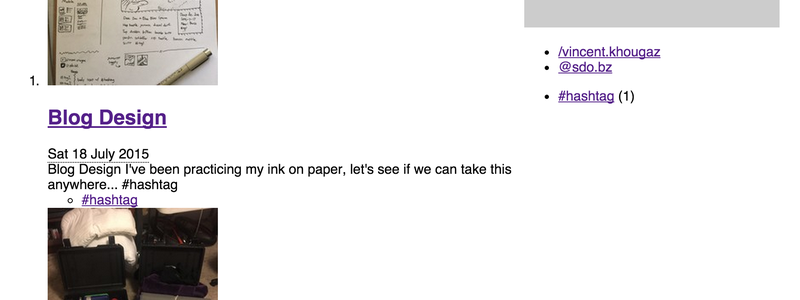 1.
Blog Design
Sat 18 July 2015
Blog Design I've been practicing my ink on paper, let's see if we can take this
anywhere... #hashtag
#hashtag
/vincent.khougaz
@sdo.bz
#hashtag (1)